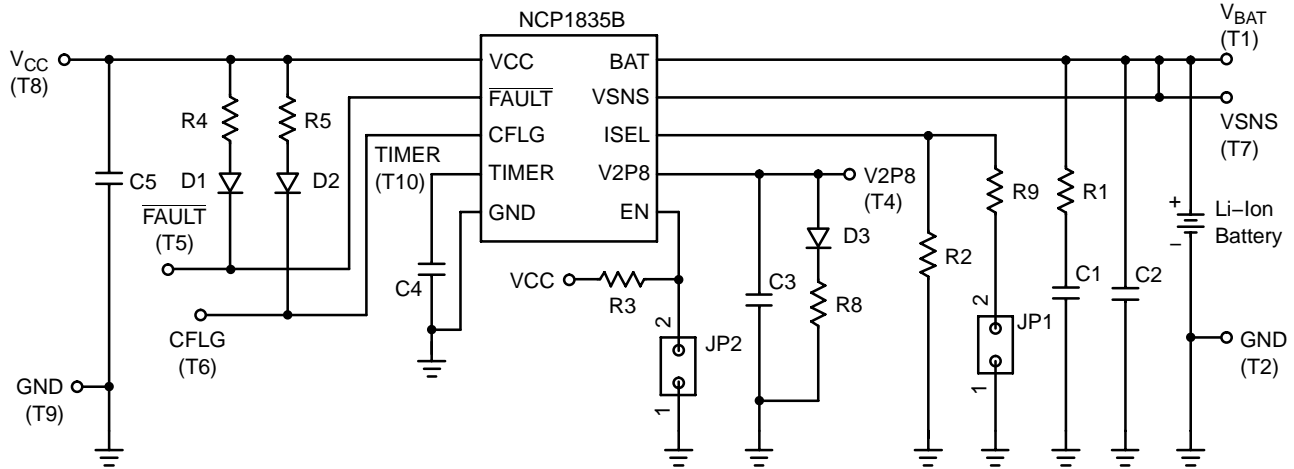 NCP1835B
VCC
(T8)
VCC
FAULT
CFLG
TIMER
GND
BAT
VSNS
ISEL
V2P8
EN
VBAT
(T1)
VSNS
(T7)
R4
R5
C5
D1
D2
FAULT
(T5)
CFLG
(T6)
GND
(T9)
TIMER
(T10)
C4
VCC
R3
2
JP2
1
V2P8
(T4)
D3
C3
R8
R2
R9
2
JP1
1
R1
C1
C2
+
−
Li−Ion
Battery
GND
(T2)